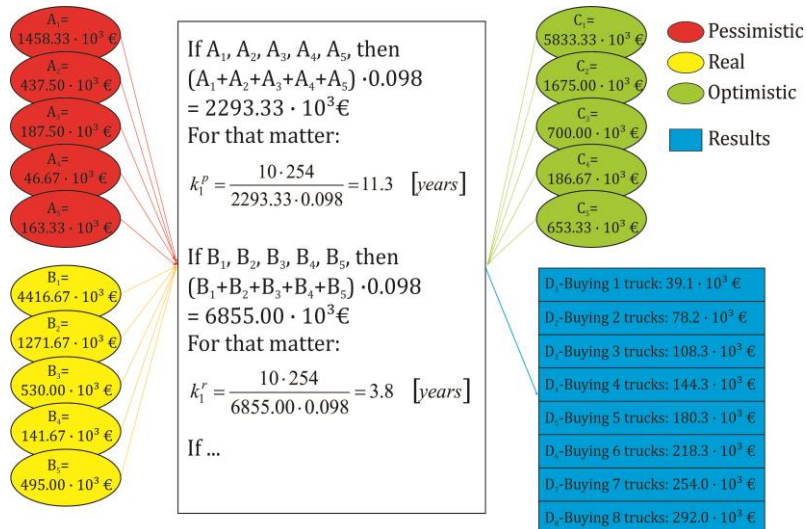 A₁=
1458.33 · 10³ €
A₂=
437.50 · 10³ €
A₃=
187.50 · 10³ €
A₄=
46.67 · 10³ €
A₅=
163.33 · 10³ €
B₁=
4416.67 · 10³ €
B₂=
1271.67 · 10³ €
B₃=
530.00 · 10³ €
B₄=
141.67 · 10³ €
B₅=
495.00 · 10³ €
If A₁, A₂, A₃, A₄, A₅, then
(A₁+A₂+A₃+A₄+A₅) ·0.098
= 2293.33 · 10³€
For that matter:
k₁ᵖ = 10·254 / 2293.33·0.098 = 11.3 [years]
If B₁, B₂, B₃, B₄, B₅, then
(B₁+B₂+B₃+B₄+B₅) ·0.098
= 6855.00 · 10³€
For that matter:
k₁ʳ = 10·254 / 6855.00·0.098 = 3.8 [years]
If ...
C₁=
5833.33 · 10³ €
C₂=
1675.00 · 10³ €
C₃=
700.00 · 10³ €
C₄=
186.67 · 10³ €
C₅=
653.33 · 10³ €
Pessimistic
Real
Optimistic
Results
D₁-Buying 1 truck: 39.1 · 10³ €
D₂-Buying 2 trucks: 78.2 · 10³ €
D₃-Buying 3 trucks: 108.3 · 10³ €
D₄-Buying 4 trucks: 144.3 · 10³ €
D₅-Buying 5 trucks: 180.3 · 10³ €
D₆-Buying 6 trucks: 218.3 · 10³ €
D₇-Buying 7 trucks: 254.0 · 10³ €
D₈-Buying 8 trucks: 292.0 · 10³ €